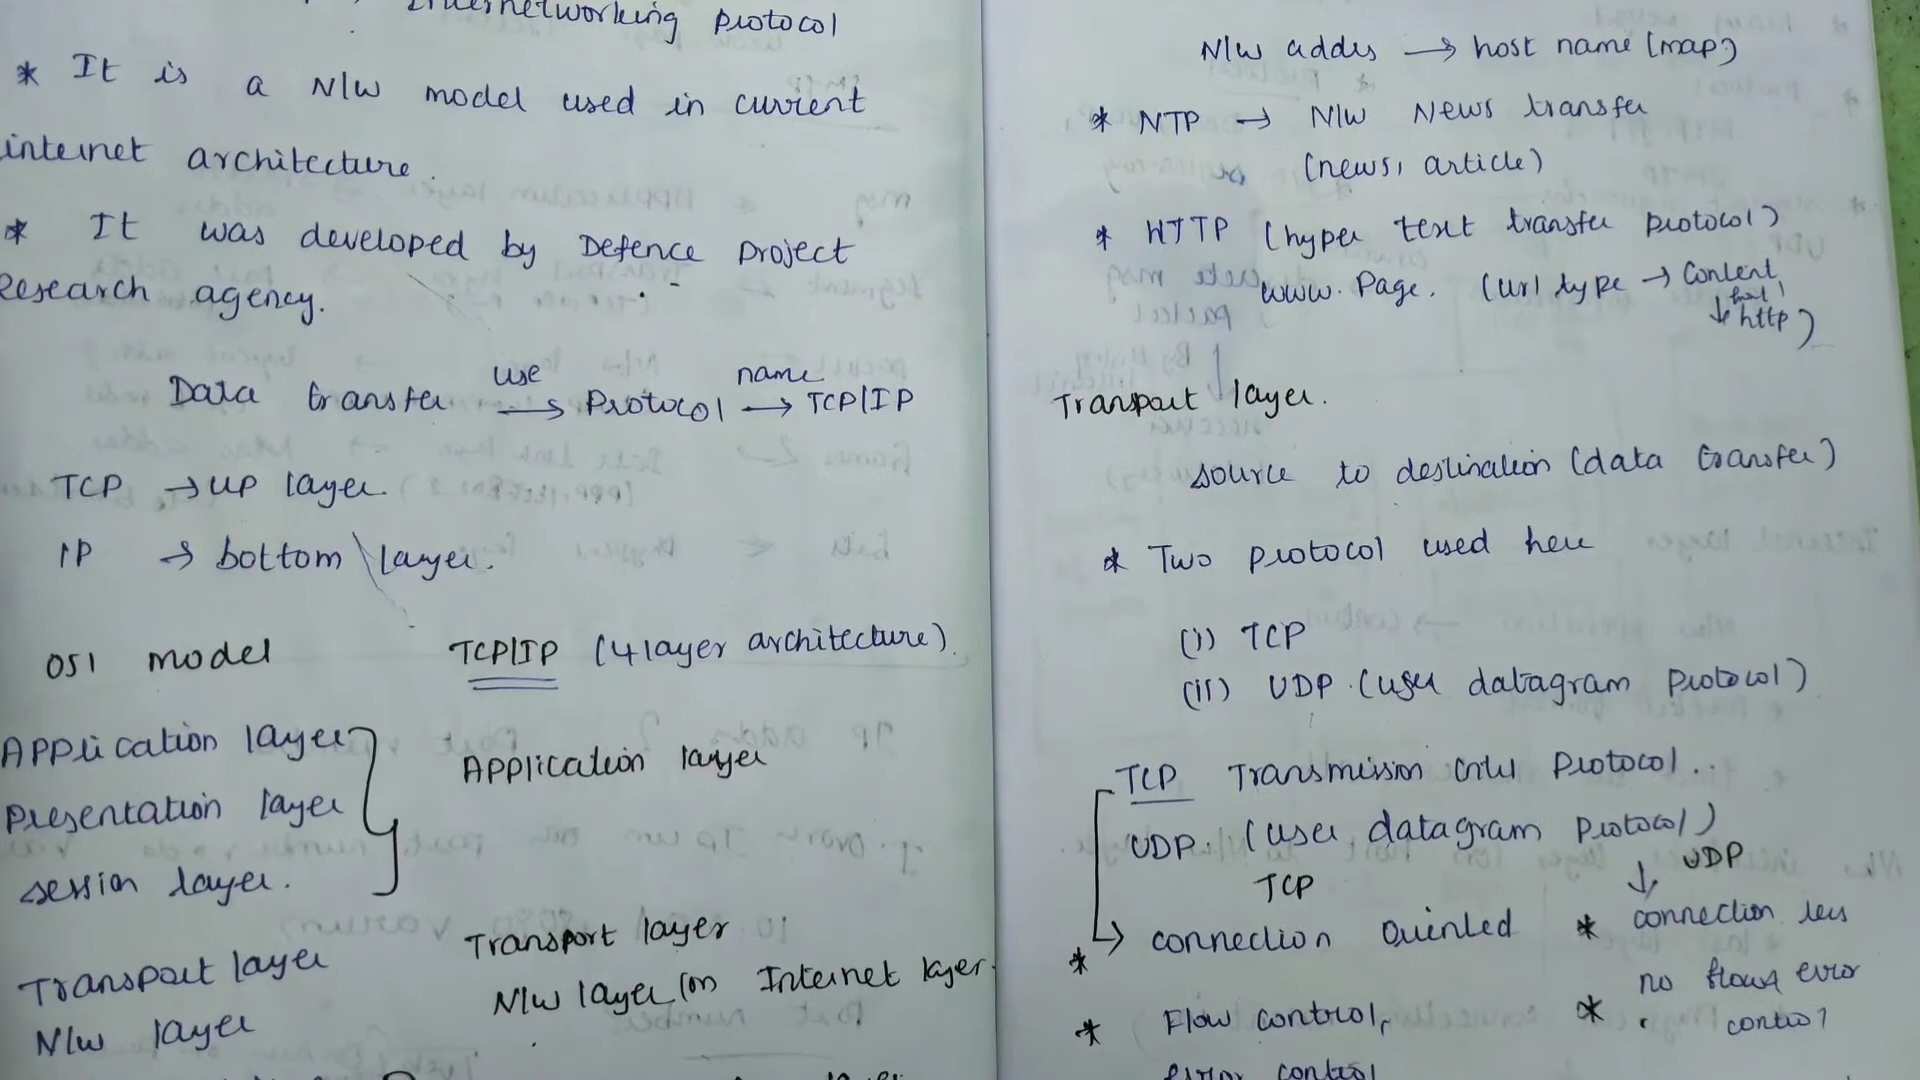 Internetworking protocol
* It is a N/w model used in current
internet architecture.
* It was developed by Defence Project
Research agency.
Data transfer use → Protocol name → TCP/IP
TCP → up layer.
IP → bottom layer.
OSI model
TCP/IP (4 layer architecture).
Application layer
Presentation layer
session layer.
Application layer
Transport layer
N/w layer
Transport layer
N/w layer (or) Internet layer.
N/w addrs → host name (map)
* NTP → N/w News transfer
(news, article)
* HTTP (hyper text transfer protocol)
www. Page. (url type → Content
↓ http)
Transport layer.
source to destination (data transfer)
* Two protocol used here
(i) TCP
(ii) UDP. (user datagram protocol)
TCP Transmission cntrl Protocol..
UDP. (user datagram protocol)
TCP
→ connection oriented
*
* Flow control,
error control
↓ UDP
* connection less
* no flow, error
control